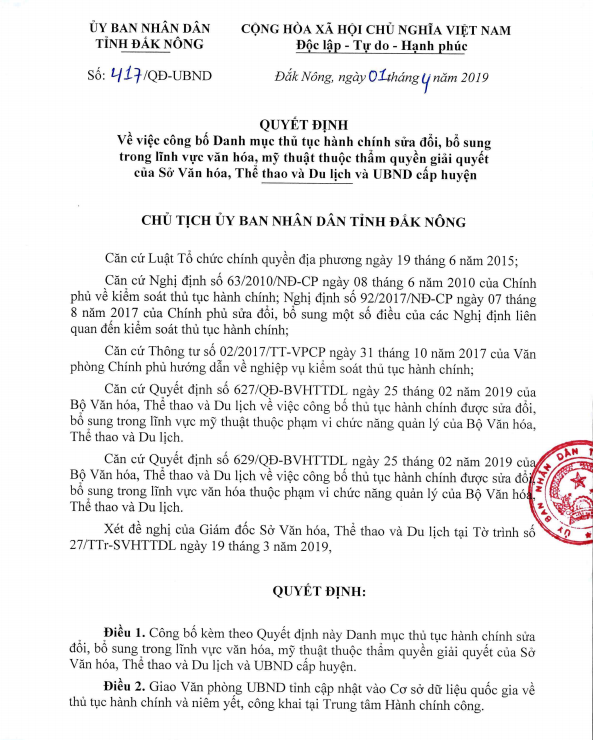 ỦY BAN NHÂN DÂN
TỈNH ĐẮK NÔNG
Số: 417/QĐ-UBND
CỘNG HÒA XÃ HỘI CHỦ NGHĨA VIỆT NAM
Độc lập - Tự do - Hạnh phúc
Đắk Nông, ngày 01 tháng 4 năm 2019
QUYẾT ĐỊNH
Về việc công bố Danh mục thủ tục hành chính sửa đổi, bổ sung
trong lĩnh vực văn hóa, mỹ thuật thuộc thẩm quyền giải quyết
của Sở Văn hóa, Thể thao và Du lịch và UBND cấp huyện
CHỦ TỊCH ỦY BAN NHÂN DÂN TỈNH ĐẮK NÔNG
Căn cứ Luật Tổ chức chính quyền địa phương ngày 19 tháng 6 năm 2015;
Căn cứ Nghị định số 63/2010/NĐ-CP ngày 08 tháng 6 năm 2010 của Chính
phủ về kiểm soát thủ tục hành chính; Nghị định số 92/2017/NĐ-CP ngày 07 tháng
8 năm 2017 của Chính phủ sửa đổi, bổ sung một số điều của các Nghị định liên
quan đến kiểm soát thủ tục hành chính;
Căn cứ Thông tư số 02/2017/TT-VPCP ngày 31 tháng 10 năm 2017 của Văn
phòng Chính phủ hướng dẫn về nghiệp vụ kiểm soát thủ tục hành chính;
Căn cứ Quyết định số 627/QĐ-BVHTTDL ngày 25 tháng 02 năm 2019 của
Bộ Văn hóa, Thể thao và Du lịch về việc công bố thủ tục hành chính được sửa đổi,
bổ sung trong lĩnh vực mỹ thuật thuộc phạm vi chức năng quản lý của Bộ Văn hóa,
Thể thao và Du lịch.
Căn cứ Quyết định số 629/QĐ-BVHTTDL ngày 25 tháng 02 năm 2019 của
Bộ Văn hóa, Thể thao và Du lịch về việc công bố thủ tục hành chính được sửa đổi,
bổ sung trong lĩnh vực văn hóa thuộc phạm vi chức năng quản lý của Bộ Văn hóa,
Thể thao và Du lịch.
Xét đề nghị của Giám đốc Sở Văn hóa, Thể thao và Du lịch tại Tờ trình số
27/TTr-SVHTTDL ngày 19 tháng 3 năm 2019,
QUYẾT ĐỊNH:
Điều 1. Công bố kèm theo Quyết định này Danh mục thủ tục hành chính sửa
đổi, bổ sung trong lĩnh vực văn hóa, mỹ thuật thuộc thẩm quyền giải quyết của Sở
Văn hóa, Thể thao và Du lịch và UBND cấp huyện.
Điều 2. Giao Văn phòng UBND tỉnh cập nhật vào Cơ sở dữ liệu quốc gia về
thủ tục hành chính và niêm yết, công khai tại Trung tâm Hành chính công.
ỦY BAN NHÂN DÂN T